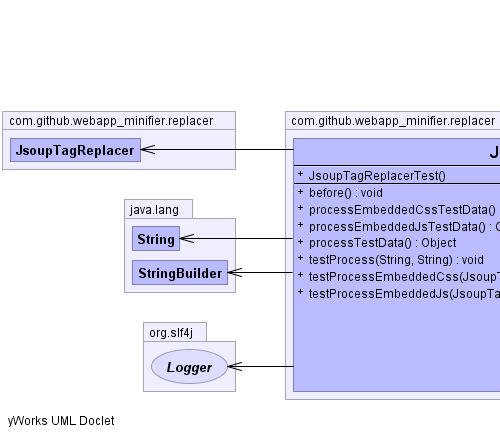 com.github.webapp_minifier.replacer
JsoupTagReplacer
java.lang
String
StringBuilder
org.slf4j
Logger
com.github.webapp_minifier.replacer
+ JsoupTagReplacerTest()
+ before() : void
+ processEmbeddedCssTestData()
+ processEmbeddedJsTestData() :
+ processTestData() : Object
+ testProcess(String, String) : void
+ testProcessEmbeddedCss(JsoupT
+ testProcessEmbeddedJs(JsoupTa
yWorks UML Doclet